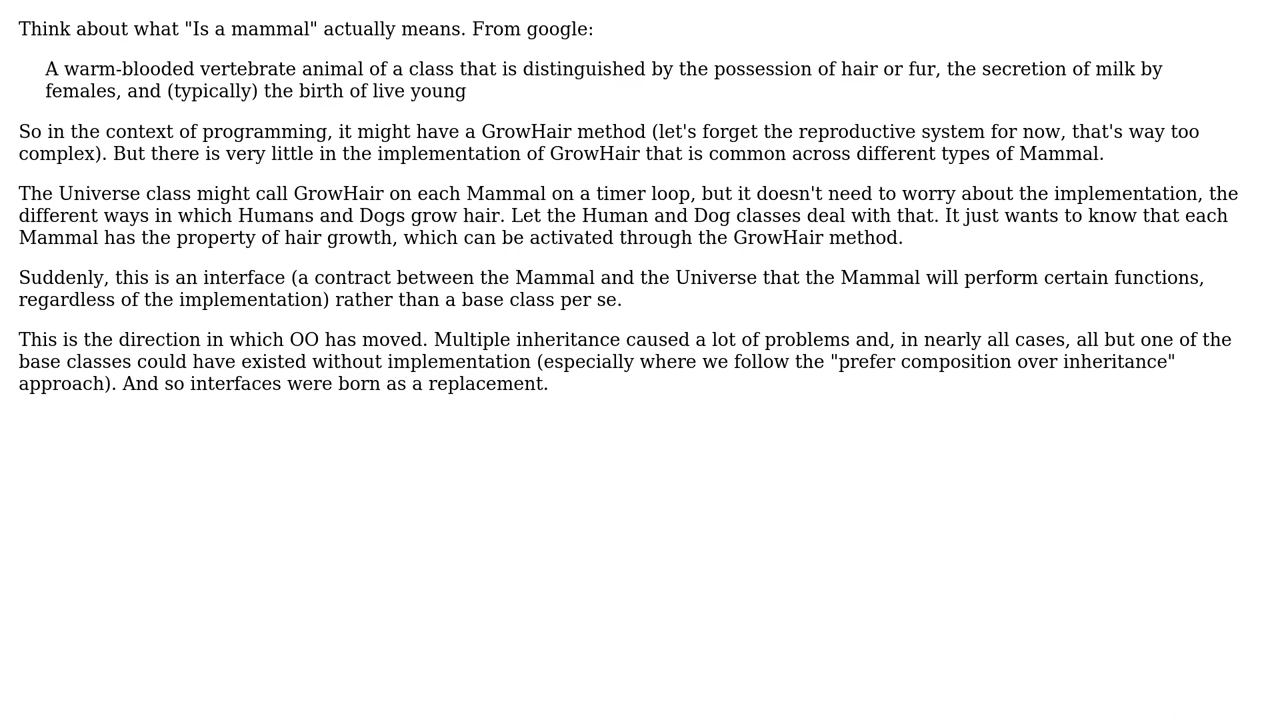 Think about what "Is a mammal" actually means. From google:
A warm-blooded vertebrate animal of a class that is distinguished by the possession of hair or fur, the secretion of milk by
females, and (typically) the birth of live young
So in the context of programming, it might have a GrowHair method (let's forget the reproductive system for now, that's way too
complex). But there is very little in the implementation of GrowHair that is common across different types of Mammal.
The Universe class might call GrowHair on each Mammal on a timer loop, but it doesn't need to worry about the implementation, the
different ways in which Humans and Dogs grow hair. Let the Human and Dog classes deal with that. It just wants to know that each
Mammal has the property of hair growth, which can be activated through the GrowHair method.
Suddenly, this is an interface (a contract between the Mammal and the Universe that the Mammal will perform certain functions,
regardless of the implementation) rather than a base class per se.
This is the direction in which OO has moved. Multiple inheritance caused a lot of problems and, in nearly all cases, all but one of the
base classes could have existed without implementation (especially where we follow the "prefer composition over inheritance"
approach). And so interfaces were born as a replacement.